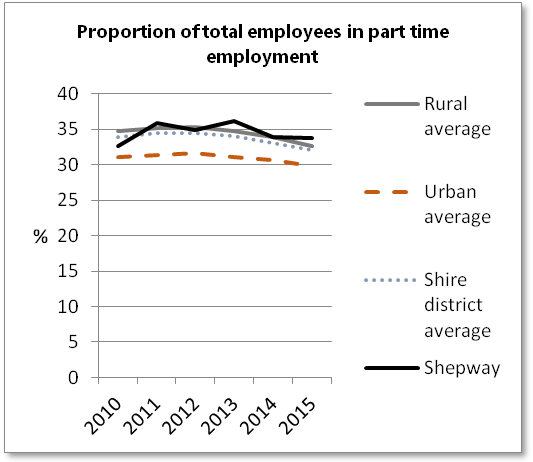 Proportion of total employees in part time
employment
40
35
30
25
20
15
10
5
0
%
2010
2011
2012
2013
2014
2015
Rural
average
Urban
average
Shire
district
average
Shepway